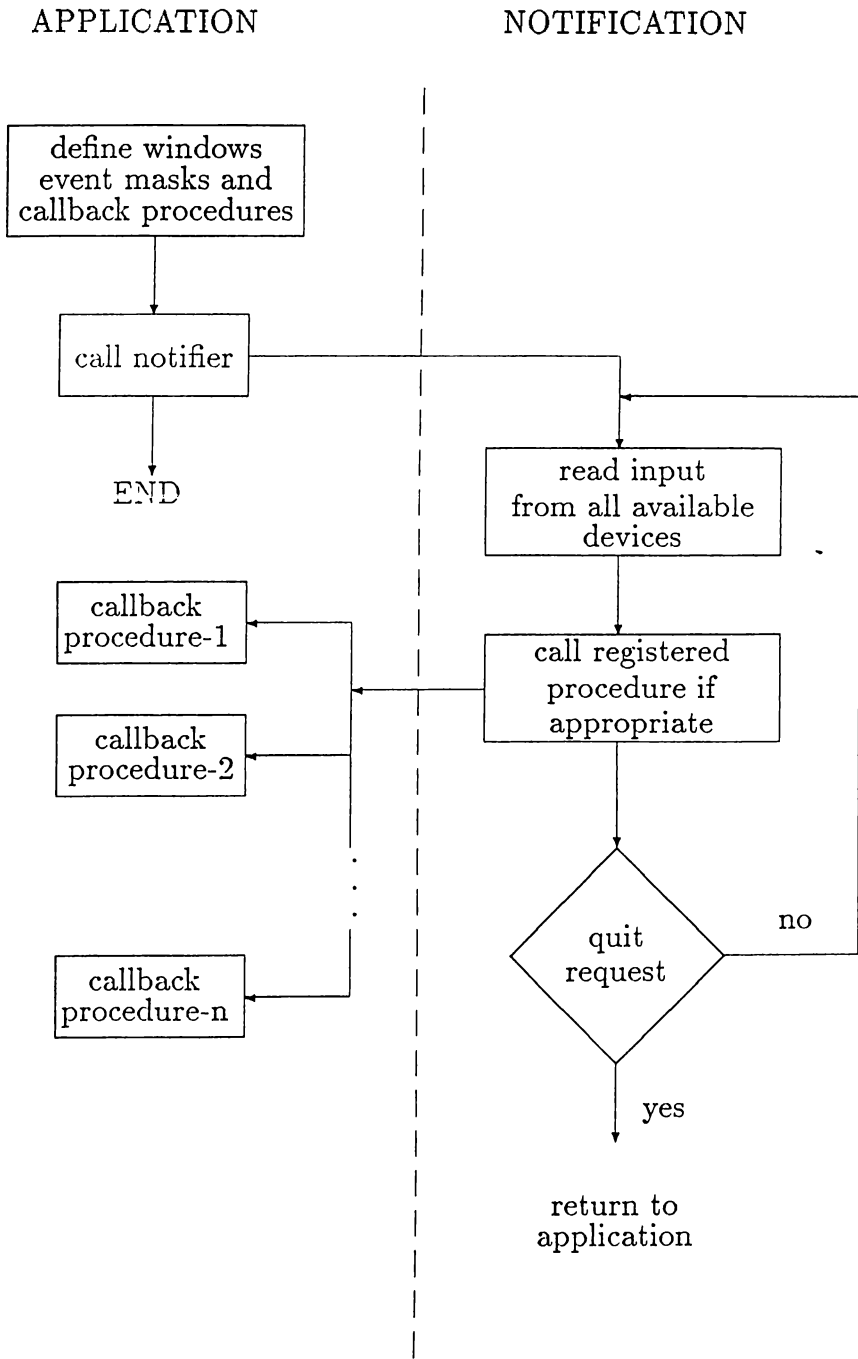 APPLICATION
NOTIFICATION
define windows
event masks and
callback procedures
call notifier
END
read input
from all available
devices
callback
procedure-1
call registered
procedure if
appropriate
callback
procedure-2
.
.
.
quit
request
no
callback
procedure-n
yes
return to
application